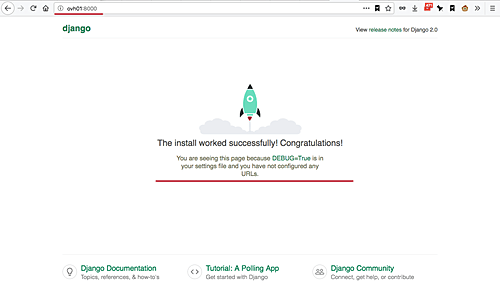 ovh01:8000
django
View release notes for Django 2.0
The install worked successfully! Congratulations!
You are seeing this page because DEBUG=True is in
your settings file and you have not configured any
URLs.
Django Documentation
Topics, references, & how-to's
Tutorial: A Polling App
Get started with Django
Django Community
Connect, get help, or contribute